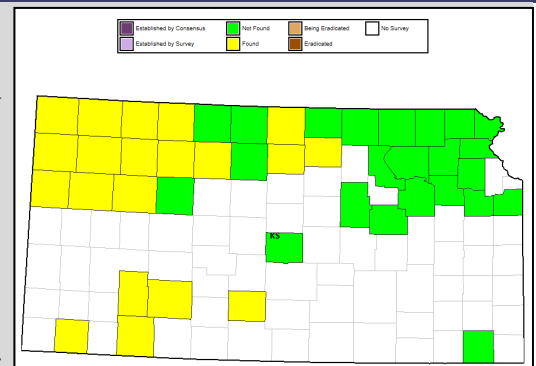 Established by Consensus Not Found Being Eradicated No Survey
Established by Survey Found Eradicated
KS